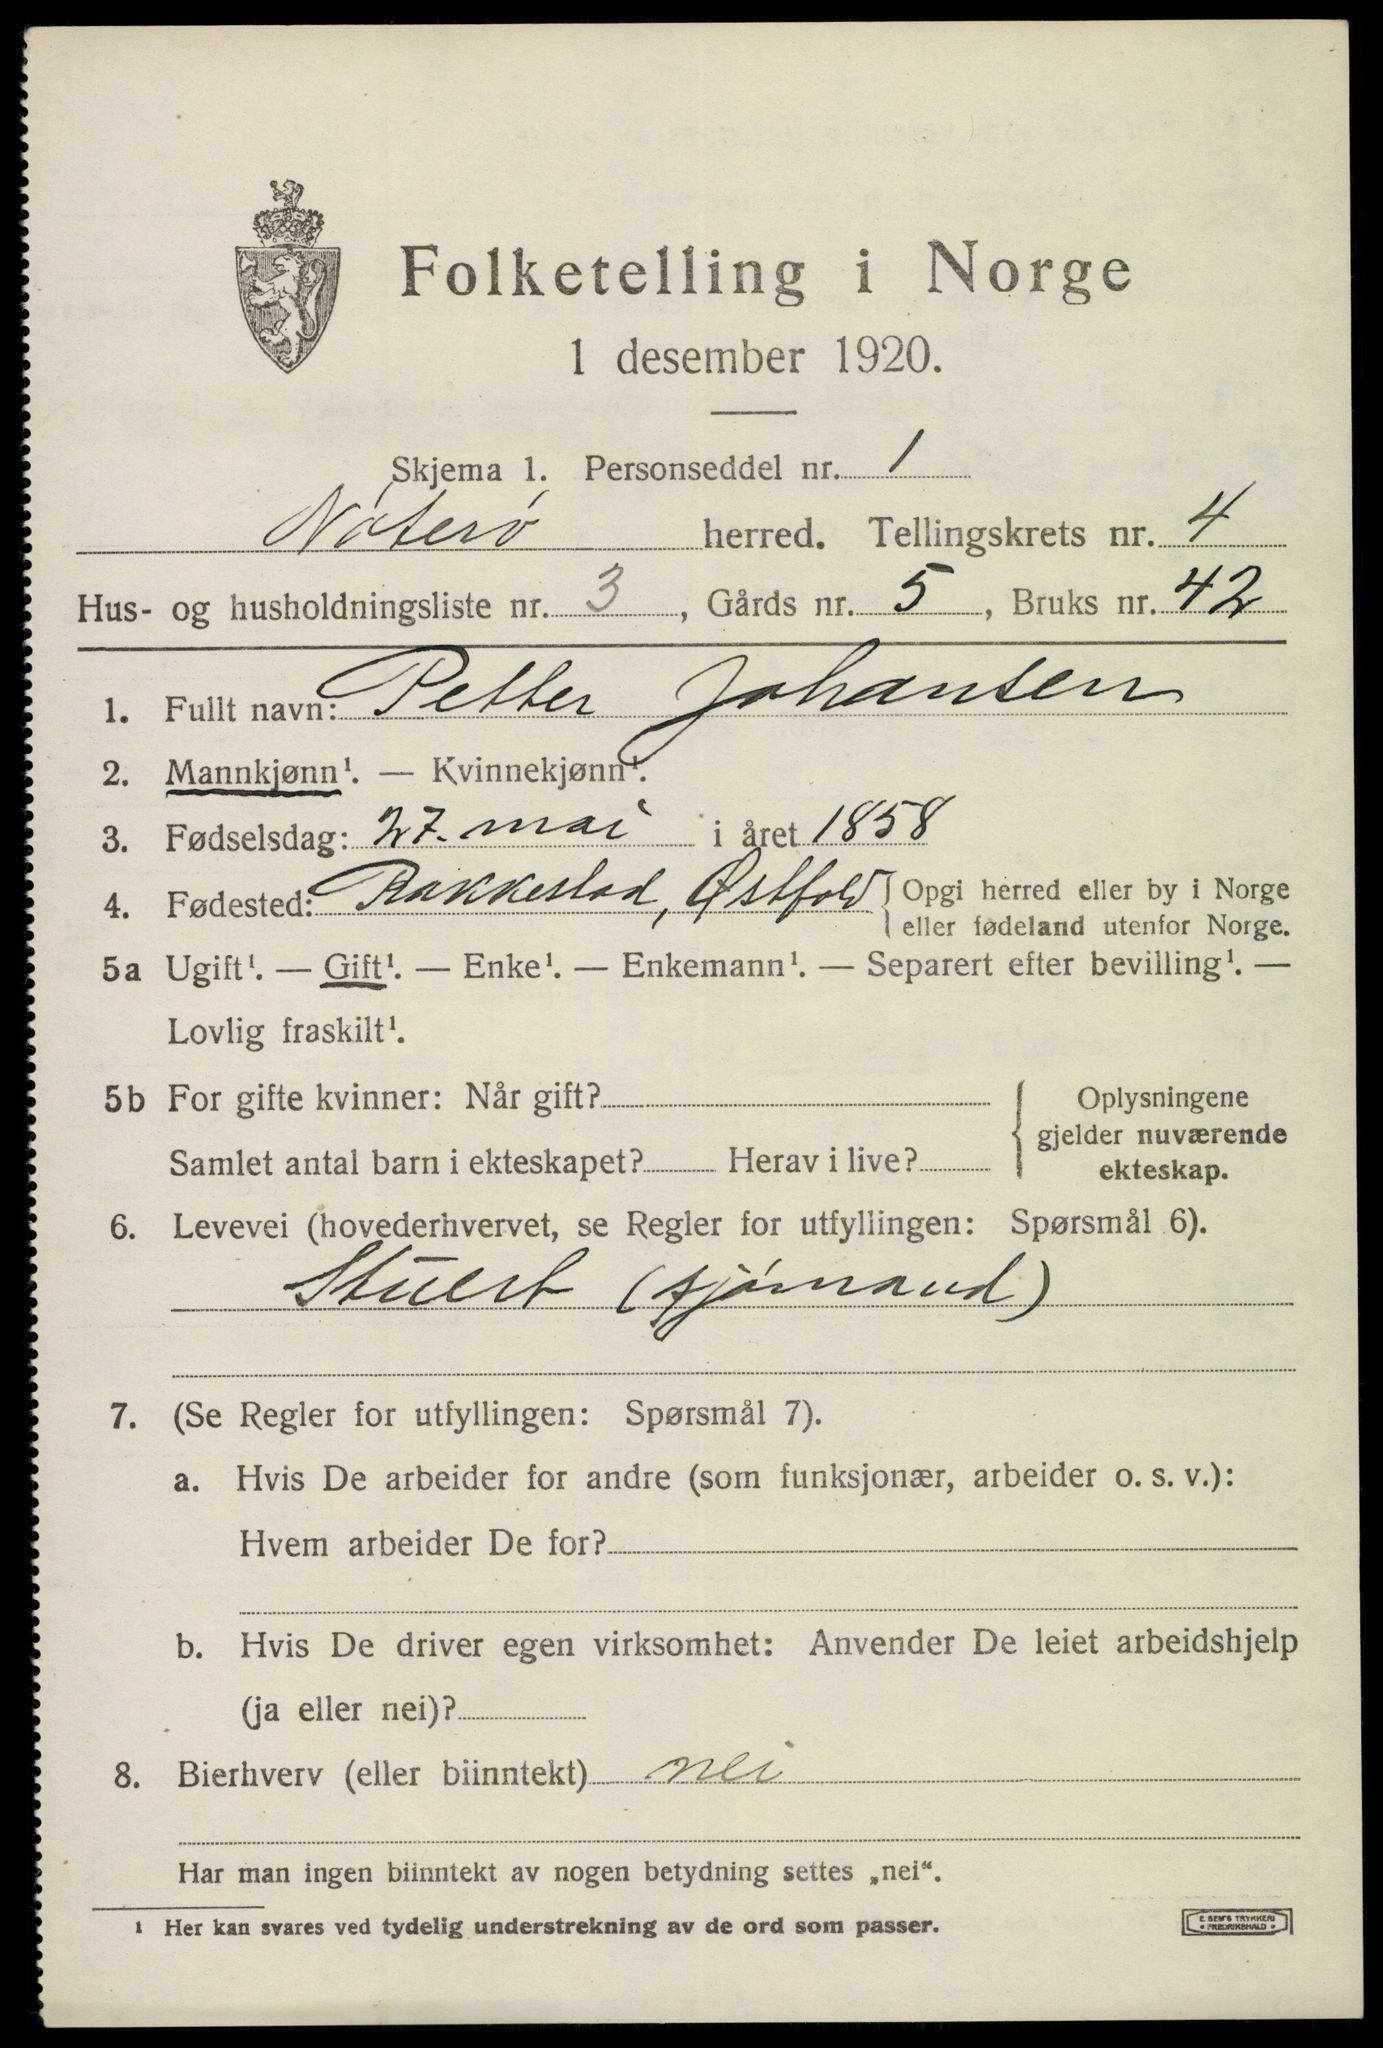 Folketelling i Norge
1 desember 1920.
Skjema 1. Personseddel nr. 1
Nøterø herred. Tellingskrets nr. 4
Hus- og husholdningsliste nr. 3, Gårds nr. 5, Bruks nr. 42
1. Fullt navn: Petter Johansen
2. Mannkjønn¹. — Kvinnekjønn¹.
3. Fødselsdag: 27. mai i året 1858
4. Fødested: Rakkestad, Østfold { Opgi herred eller by i Norge
eller fødeland utenfor Norge.
5a Ugift¹. — Gift¹. — Enke¹. — Enkemann¹. — Separert efter bevilling¹. —
Lovlig fraskilt¹.
5b For gifte kvinner: Når gift?
Samlet antal barn i ekteskapet? Herav i live?
{ Oplysningene
gjelder nuværende
ekteskap.
6. Levevei (hovederhvervet, se Regler for utfyllingen: Spørsmål 6).
Stuert (sjømand)
7. (Se Regler for utfyllingen: Spørsmål 7).
a. Hvis De arbeider for andre (som funksjonær, arbeider o. s. v.):
Hvem arbeider De for?
b. Hvis De driver egen virksomhet: Anvender De leiet arbeidshjelp
(ja eller nei)?
8. Bierhverv (eller biinntekt) nei
Har man ingen biinntekt av nogen betydning settes „nei“.
¹ Her kan svares ved tydelig understrekning av de ord som passer.
E. SEM'S TRYKKERI
• FREDRIKSHALD •